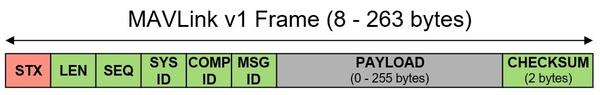 MAVLink v1 Frame (8 - 263 bytes)
STX
LEN
SEQ
SYS
ID
COMP
ID
MSG
ID
PAYLOAD
(0 - 255 bytes)
CHECKSUM
(2 bytes)